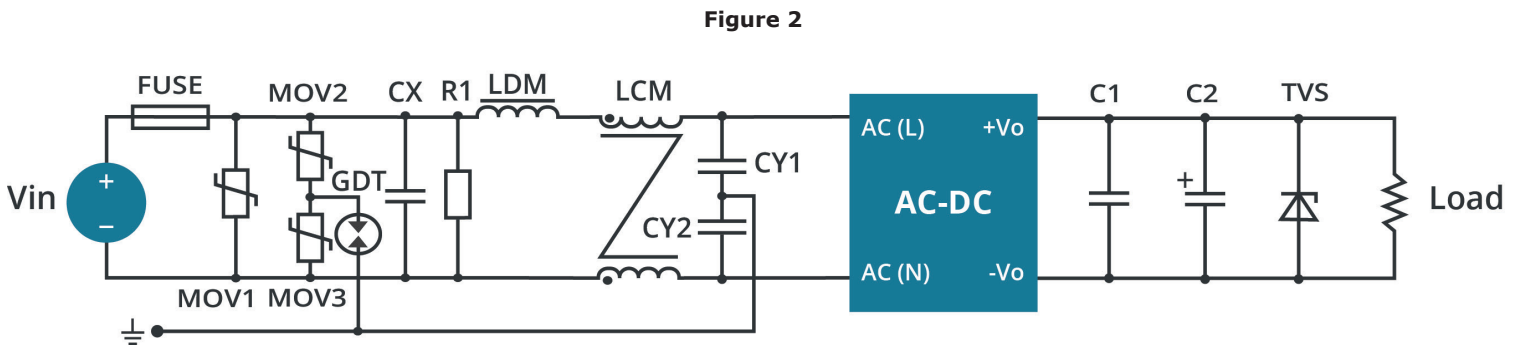 Figure 2
FUSE
MOV2
CX
R1
LDM
LCM
C1
C2
TVS
AC (L)
+Vo
GDT
CY1
Vin
+
−
+
AC-DC
Load
CY2
AC (N)
-Vo
MOV1
MOV3